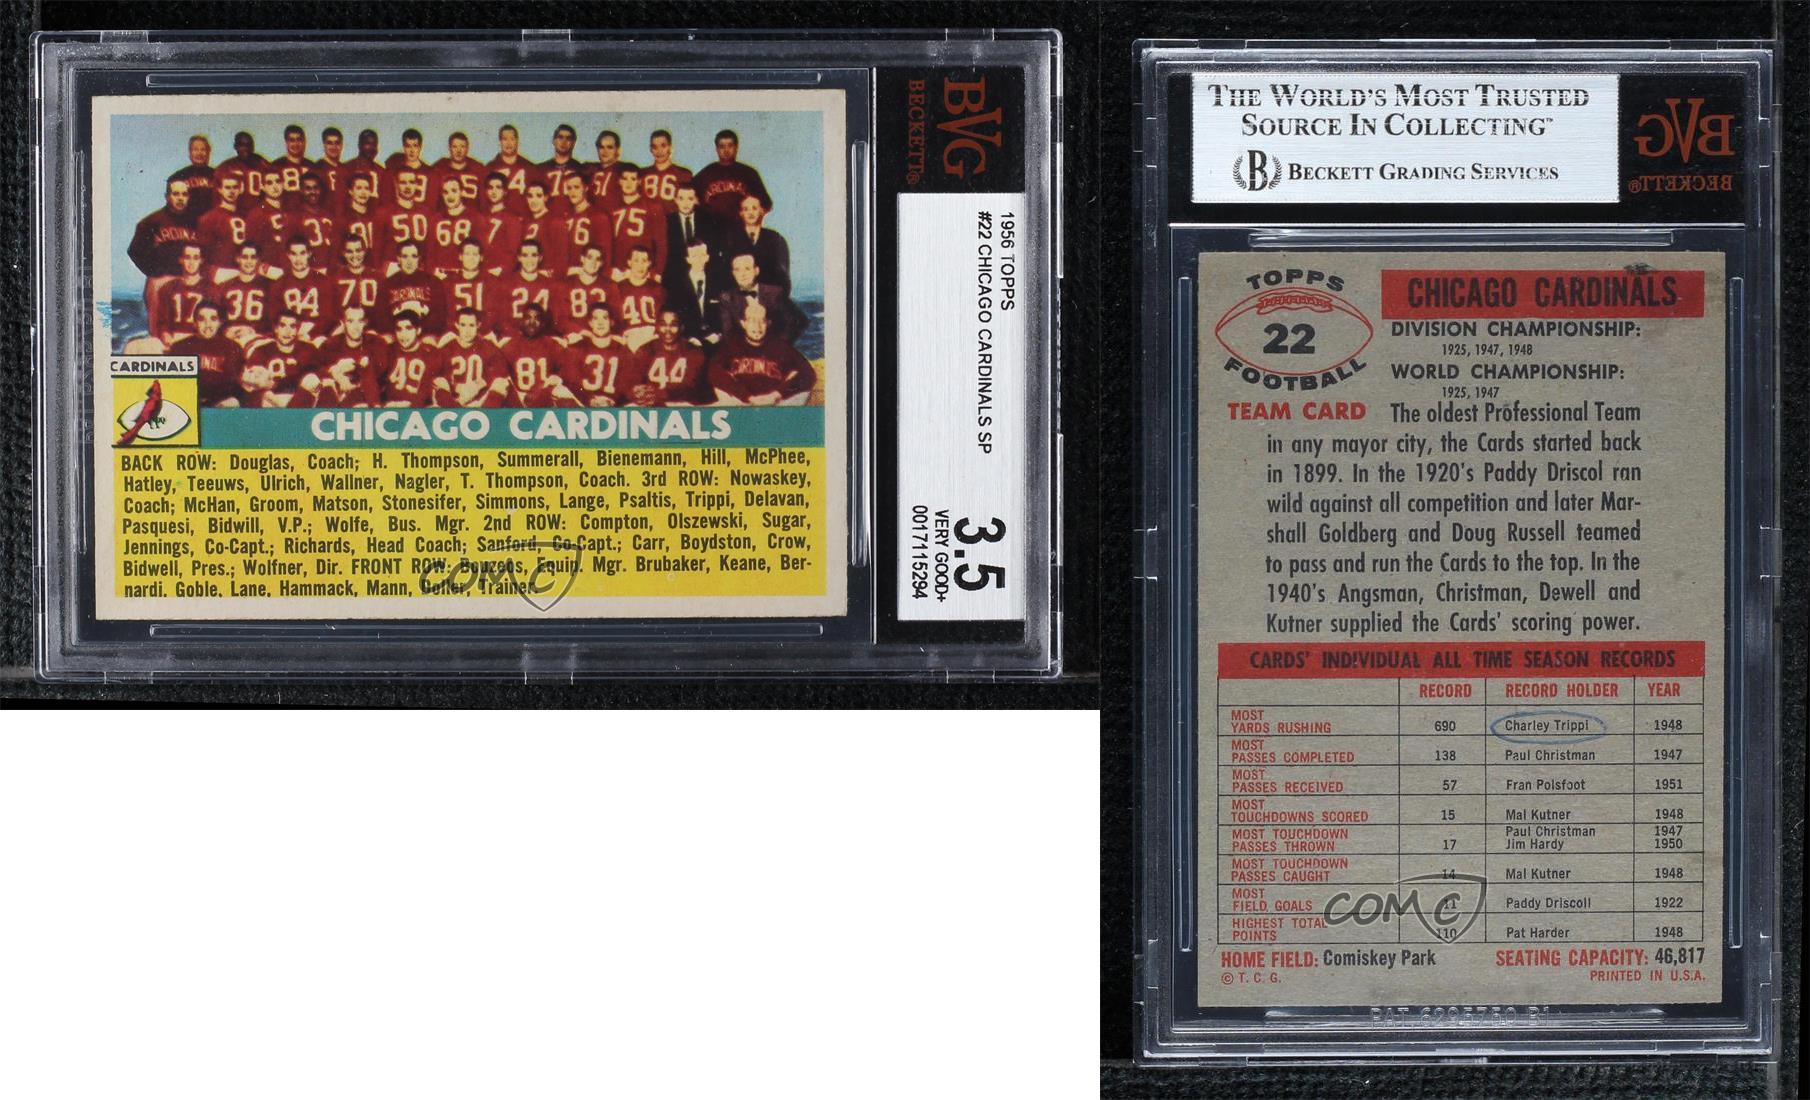 CARDINALS
CHICAGO CARDINALS
BACK ROW: Douglas, Coach; H. Thompson, Summerall, Bienemann, Hill, McPhee,
Hatley, Teeuws, Ulrich, Wallner, Nagler, T. Thompson, Coach. 3rd ROW: Nowaskey,
Coach; McHan, Groom, Matson, Stonesifer, Simmons, Lange, Psaltis, Trippi, Delavan,
Pasquesi, Bidwill, V.P.; Wolfe, Bus. Mgr. 2nd ROW: Compton, Olszewski, Sugar,
Jennings, Co-Capt.; Richards, Head Coach; Sanford, Co-Capt.; Carr, Boydston, Crow,
Bidwell, Pres.; Wolfner, Dir. FRONT ROW: Bouzeos, Equip. Mgr. Brubaker, Keane, Ber-
nardi, Goble, Lane, Hammack, Mann, Goller, Trainer.
COMC
BVG
BECKETT®
1956 TOPPS
#22 CHICAGO CARDINALS SP
3.5
VERY GOOD+
0017115294
THE WORLD'S MOST TRUSTED
SOURCE IN COLLECTING™
B BECKETT GRADING SERVICES
BVG
BECKETT®
TOPPS
22
FOOTBALL
TEAM CARD
CHICAGO CARDINALS
DIVISION CHAMPIONSHIP:
1925, 1947, 1948
WORLD CHAMPIONSHIP:
1925, 1947
The oldest Professional Team
in any mayor city, the Cards started back
in 1899. In the 1920's Paddy Driscol ran
wild against all competition and later Mar-
shall Goldberg and Doug Russell teamed
to pass and run the Cards to the top. In the
1940's Angsman, Christman, Dewell and
Kutner supplied the Cards' scoring power.
CARDS' INDIVIDUAL ALL TIME SEASON RECORDS
RECORD RECORD HOLDER YEAR
MOST YARDS RUSHING 690 Charley Trippi 1948
MOST PASSES COMPLETED 138 Paul Christman 1947
MOST PASSES RECEIVED 57 Fran Polsfoot 1951
MOST TOUCHDOWNS SCORED 15 Mal Kutner 1948
MOST TOUCHDOWN PASSES THROWN 17 Paul Christman 1947
Jim Hardy 1950
MOST TOUCHDOWN PASSES CAUGHT 14 Mal Kutner 1948
MOST FIELD GOALS 11 Paddy Driscoll 1922
HIGHEST TOTAL POINTS 110 Pat Harder 1948
HOME FIELD: Comiskey Park SEATING CAPACITY: 46,817
© T. C. G. PRINTED IN U.S.A.
COMC
PAT. 6295750 B1